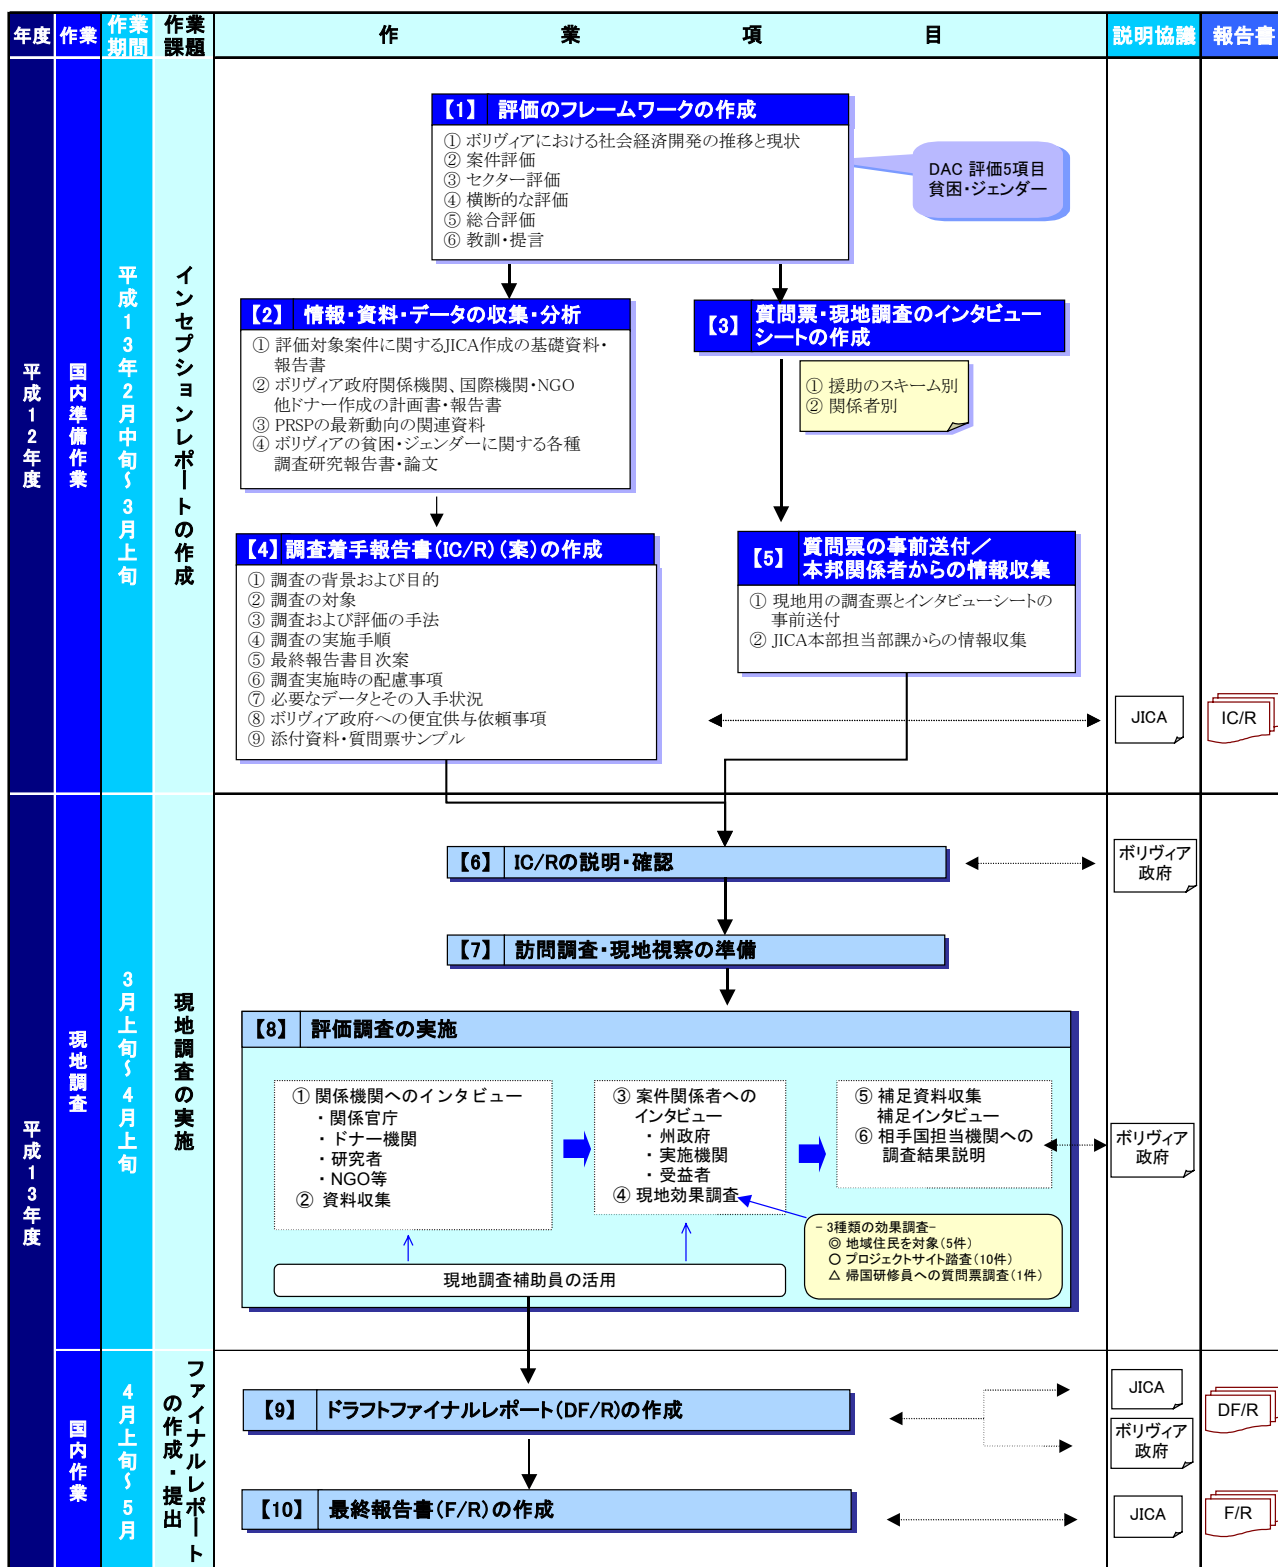 年度
作業
作業
期間
作業
課題
作業項目
説明協議
報告書
平成12年度
国内準備作業
平成13年2月中旬~3月上旬
インセプションレポートの作成
【1】 評価のフレームワークの作成
① ボリヴィアにおける社会経済開発の推移と現状
② 案件評価
③ セクター評価
④ 横断的な評価
⑤ 総合評価
⑥ 教訓・提言
DAC 評価5項目
貧困・ジェンダー
【2】 情報・資料・データの収集・分析
① 評価対象案件に関するJICA作成の基礎資料・
報告書
② ボリヴィア政府関係機関、国際機関・NGO
他ドナー作成の計画書・報告書
③ PRSPの最新動向の関連資料
④ ボリヴィアの貧困・ジェンダーに関する各種
調査研究報告書・論文
【3】 質問票・現地調査のインタビュー
シートの作成
① 援助のスキーム別
② 関係者別
【4】 調査着手報告書(IC/R)(案)の作成
① 調査の背景および目的
② 調査の対象
③ 調査および評価の手法
④ 調査の実施手順
⑤ 最終報告書目次案
⑥ 調査実施時の配慮事項
⑦ 必要なデータとその入手状況
⑧ ボリヴィア政府への便宜供与依頼事項
⑨ 添付資料・質問票サンプル
【5】 質問票の事前送付/
本邦関係者からの情報収集
① 現地用の調査票とインタビューシートの
事前送付
② JICA本部担当部課からの情報収集
JICA
IC/R
平成13年度
現地調査
3月上旬~4月上旬
現地調査の実施
【6】 IC/Rの説明・確認
ボリヴィア
政府
【7】 訪問調査・現地視察の準備
【8】 評価調査の実施
① 関係機関へのインタビュー
・関係官庁
・ドナー機関
・研究者
・NGO等
② 資料収集
③ 案件関係者への
インタビュー
・州政府
・実施機関
・受益者
④ 現地効果調査
⑤ 補足資料収集
補足インタビュー
⑥ 相手国担当機関への
調査結果説明
ボリヴィア
政府
- 3種類の効果調査-
◎ 地域住民を対象(5件)
○ プロジェクトサイト踏査(10件)
△ 帰国研修員への質問票調査(1件)
現地調査補助員の活用
国内作業
4月上旬~5月
ファイナルレポート
の作成・提出
【9】 ドラフトファイナルレポート(DF/R)の作成
JICA
ボリヴィア
政府
DF/R
【10】 最終報告書(F/R)の作成
JICA
F/R